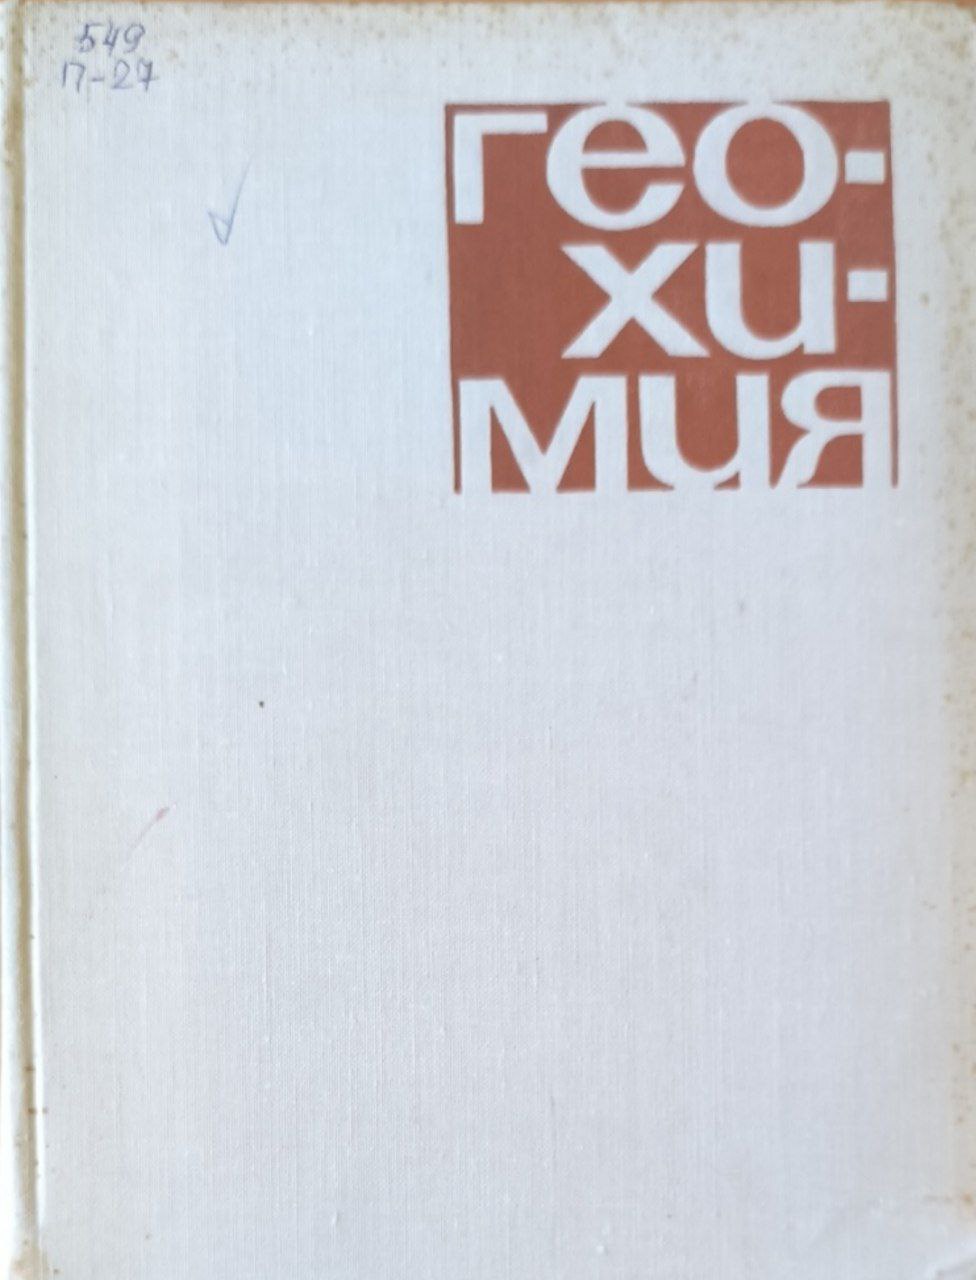 549
П-27
гео-
хи-
мия